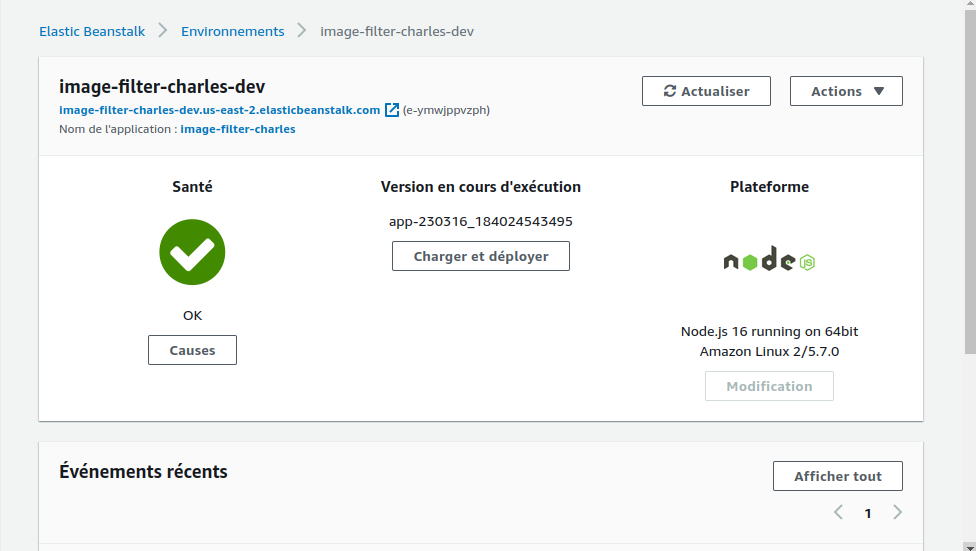 Elastic Beanstalk > Environnements > image-filter-charles-dev
image-filter-charles-dev
image-filter-charles-dev.us-east-2.elasticbeanstalk.com (e-ymwjppvzph)
Nom de l'application : image-filter-charles
Actualiser
Actions
Santé
OK
Causes
Version en cours d'exécution
app-230316_184024543495
Charger et déployer
Plateforme
node JS
Node.js 16 running on 64bit
Amazon Linux 2/5.7.0
Modification
Événements récents
Afficher tout
1